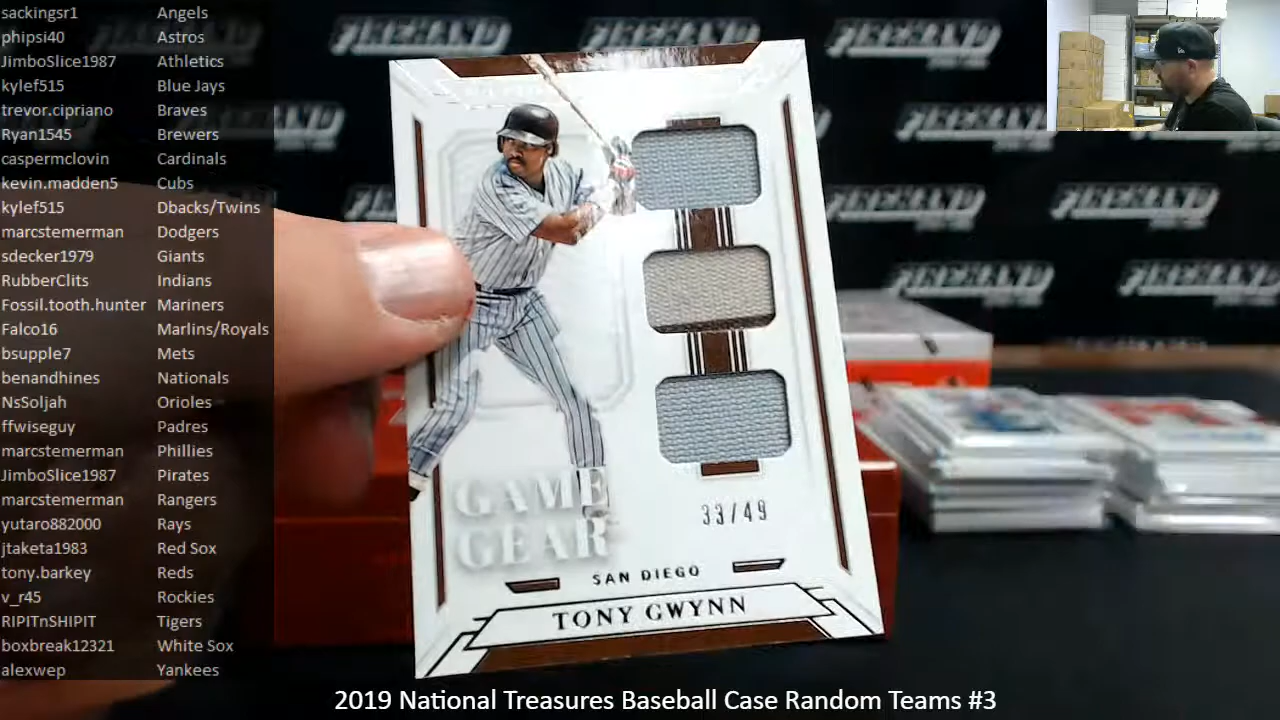 sackingsr1 Angels
phipsi40 Astros
JimboSlice1987 Athletics
kylef515 Blue Jays
trevor.cipriano Braves
Ryan1545 Brewers
caspermclovin Cardinals
kevin.madden5 Cubs
kylef515 Dbacks/Twins
marcstemerman Dodgers
sdecker1979 Giants
RubberClits Indians
Fossil.tooth.hunter Mariners
Falco16 Marlins/Royals
bsupple7 Mets
benandhines Nationals
NsSoljah Orioles
ffwiseguy Padres
marcstemerman Phillies
JimboSlice1987 Pirates
marcstemerman Rangers
yutaro882000 Rays
jtaketa1983 Red Sox
tony.barkey Reds
v_r45 Rockies
RIPITnSHIPIT Tigers
boxbreak12321 White Sox
alexwep Yankees
GAME
GEAR
33/49
SAN DIEGO
TONY GWYNN
2019 National Treasures Baseball Case Random Teams #3